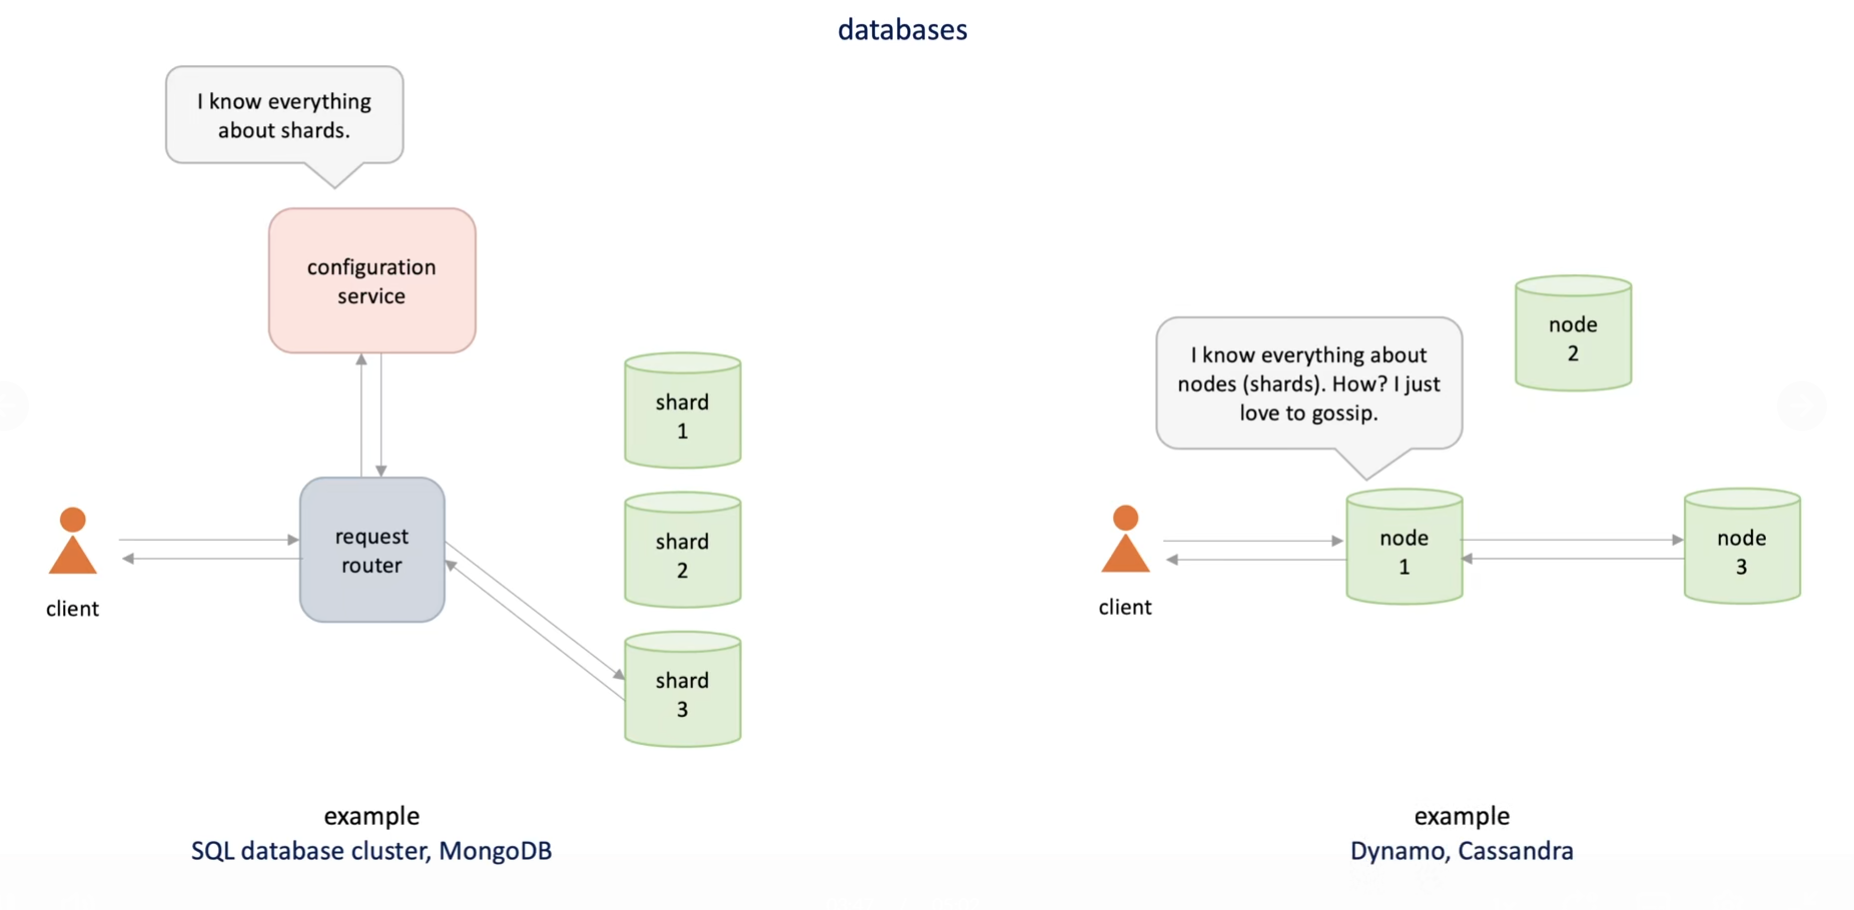 databases
I know everything
about shards.
configuration
service
request
router
client
shard
1
shard
2
shard
3
example
SQL database cluster, MongoDB
I know everything about
nodes (shards). How? I just
love to gossip.
node
2
client
node
1
node
3
example
Dynamo, Cassandra